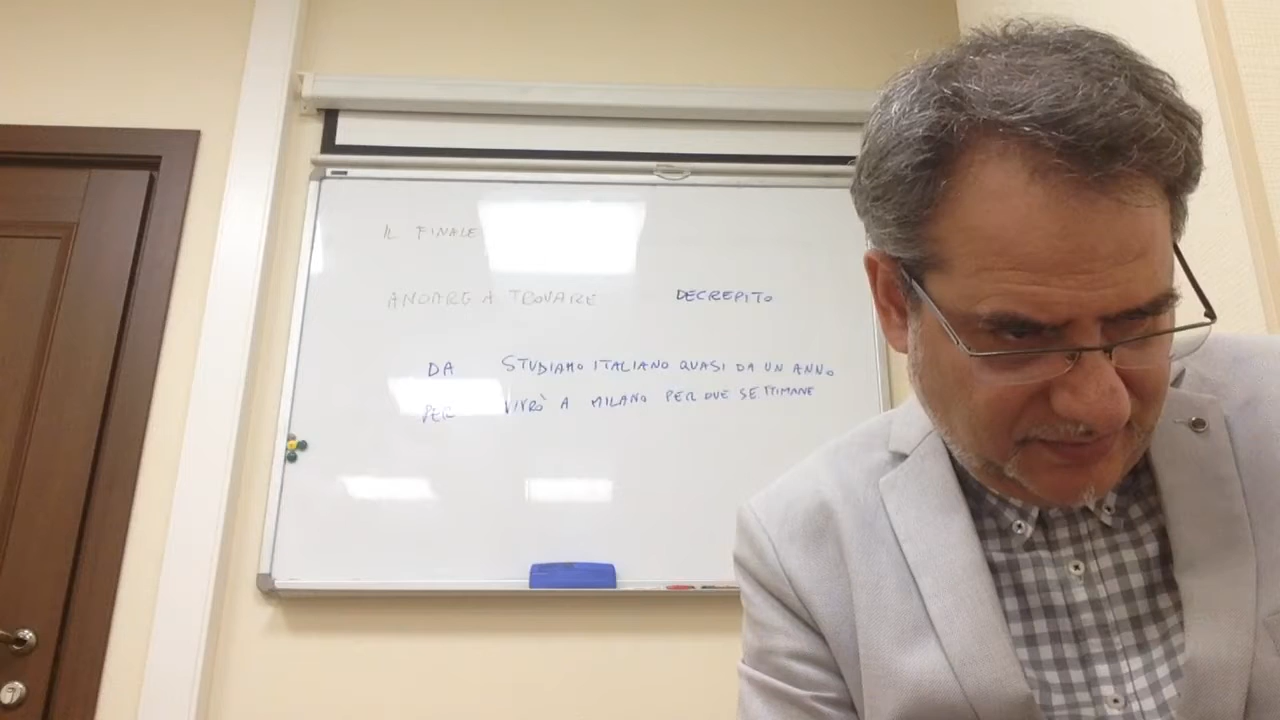 IL FINALE
ANDARE A TROVARE DECREPITO
DA STUDIAMO ITALIANO QUASI DA UN ANNO
PER VIVRÒ A MILANO PER DUE SETTIMANE